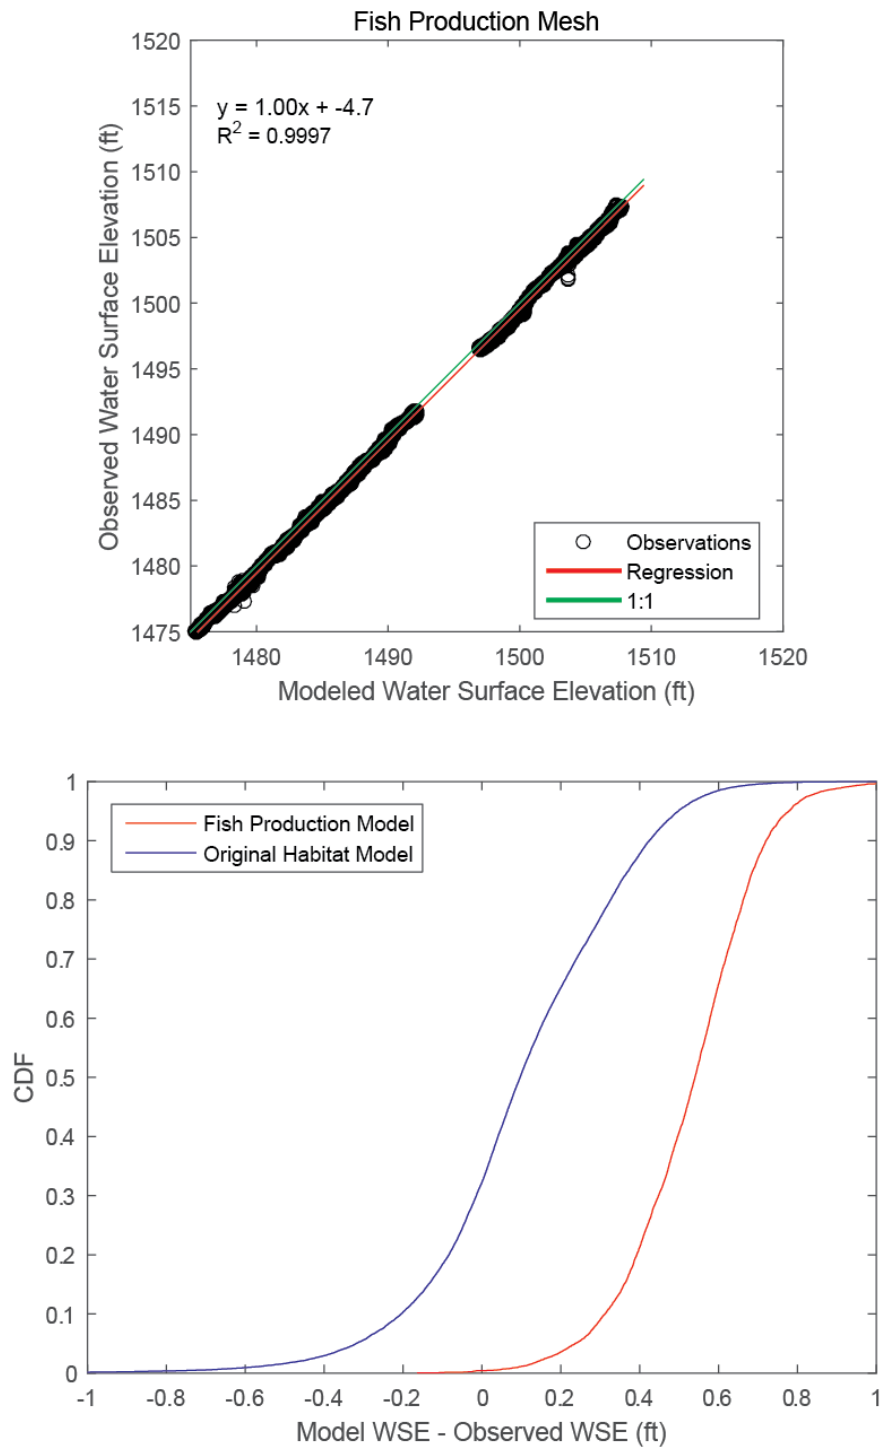 Fish Production Mesh
1520
1515
1510
1505
1500
1495
1490
1485
1480
1475
Observed Water Surface Elevation (ft)
y = 1.00x + -4.7
R² = 0.9997
Observations
Regression
1:1
1480 1490 1500 1510 1520
Modeled Water Surface Elevation (ft)
1
0.9
0.8
0.7
0.6
0.5
0.4
0.3
0.2
0.1
0
CDF
Fish Production Model
Original Habitat Model
-1 -0.8 -0.6 -0.4 -0.2 0 0.2 0.4 0.6 0.8 1
Model WSE - Observed WSE (ft)